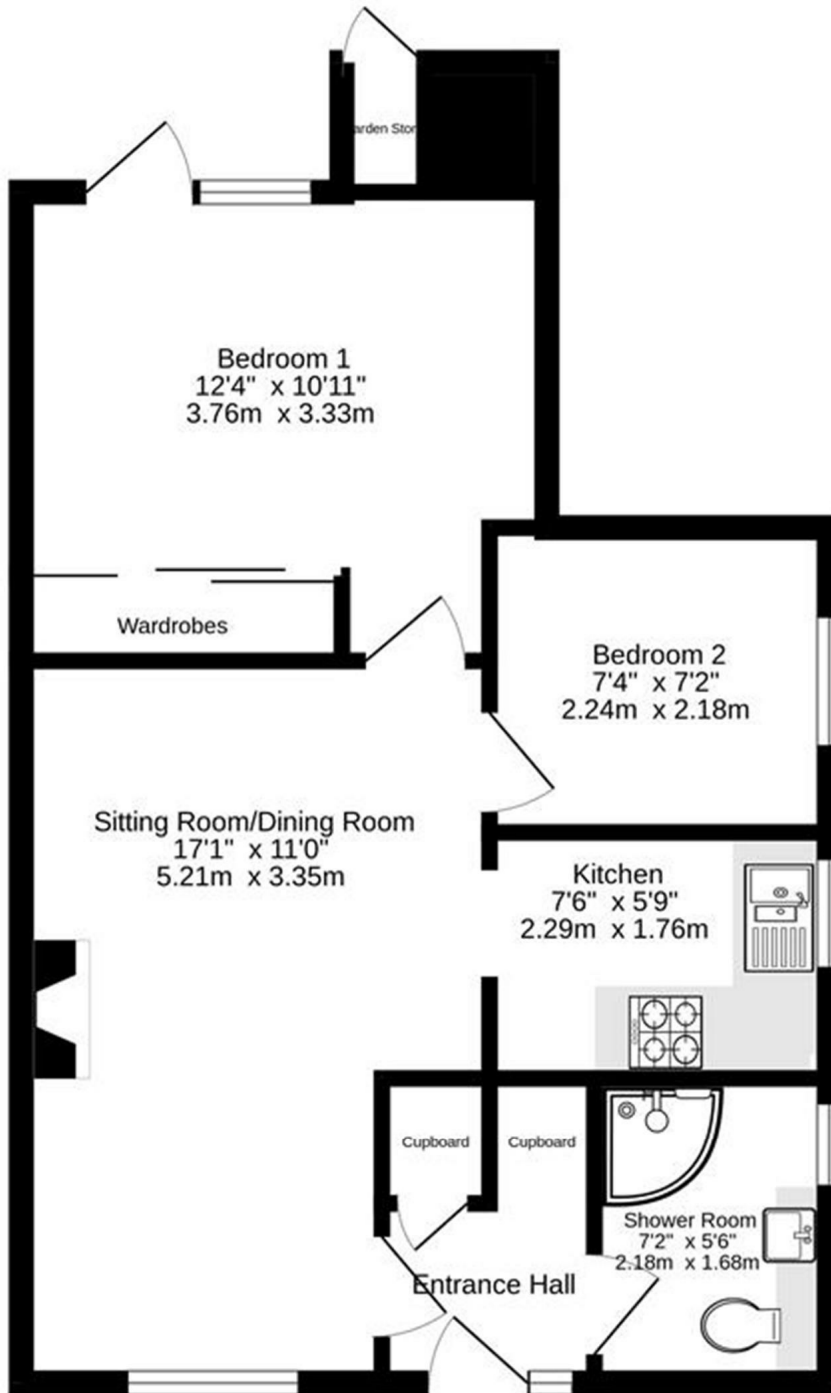 arden Stor
Bedroom 1
12'4" x 10'11"
3.76m x 3.33m
Wardrobes
Bedroom 2
7'4" x 7'2"
2.24m x 2.18m
Sitting Room/Dining Room
17'1" x 11'0"
5.21m x 3.35m
Kitchen
7'6" x 5'9"
2.29m x 1.76m
Cupboard
Cupboard
Shower Room
7'2" x 5'6"
2.18m x 1.68m
Entrance Hall